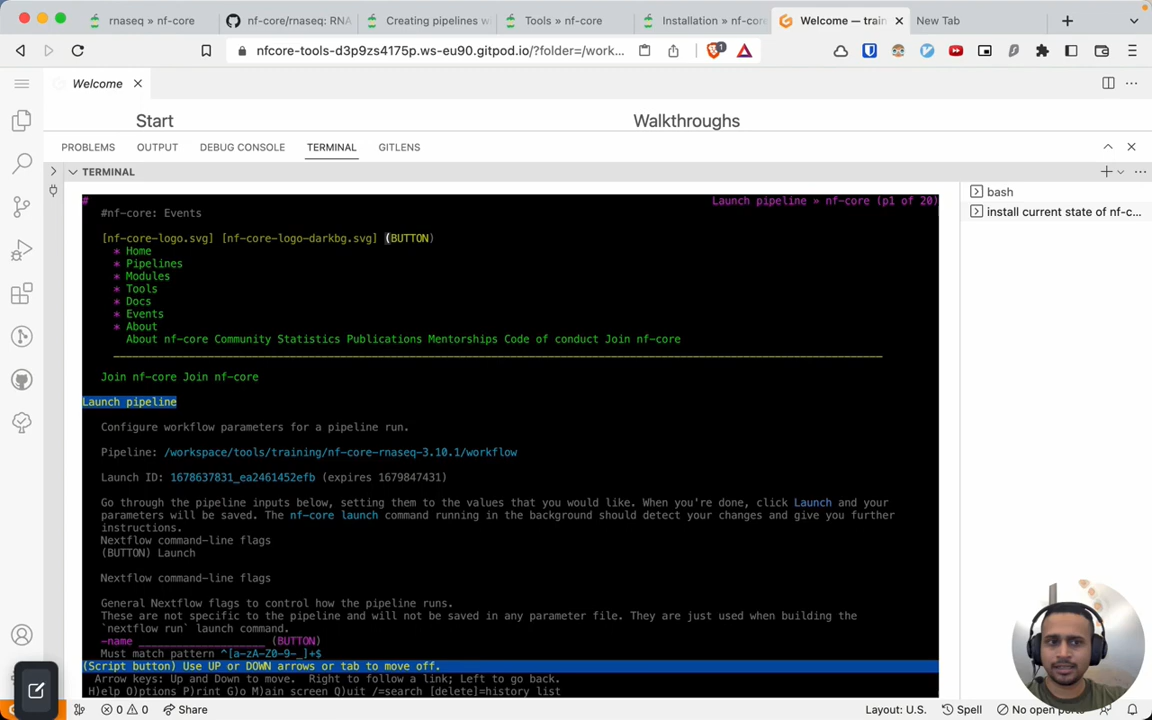 rnaseq » nf-core
nf-core/rnaseq: RNA
Creating pipelines w
Tools » nf-core
Installation » nf-core
Welcome — train
New Tab
nfcore-tools-d3p9zs4175p.ws-eu90.gitpod.io/?folder=/work...
1
Welcome
Start
Walkthroughs
PROBLEMS
OUTPUT
DEBUG CONSOLE
TERMINAL
GITLENS
TERMINAL
bash
install current state of nf-c...
#
Launch pipeline » nf-core (p1 of 20)
#nf-core: Events
[nf-core-logo.svg] [nf-core-logo-darkbg.svg] (BUTTON)
* Home
* Pipelines
* Modules
* Tools
* Docs
* Events
* About
About nf-core Community Statistics Publications Mentorships Code of conduct Join nf-core
Join nf-core Join nf-core
Launch pipeline
Configure workflow parameters for a pipeline run.
Pipeline: /workspace/tools/training/nf-core-rnaseq-3.10.1/workflow
Launch ID: 1678637831_ea2461452efb (expires 1679847431)
Go through the pipeline inputs below, setting them to the values that you would like. When you're done, click Launch and your
parameters will be saved. The nf-core launch command running in the background should detect your changes and give you further
instructions.
Nextflow command-line flags
(BUTTON) Launch
Nextflow command-line flags
General Nextflow flags to control how the pipeline runs.
These are not specific to the pipeline and will not be saved in any parameter file. They are just used when building the
`nextflow run` launch command.
-name ____________________ (BUTTON)
Must match pattern ^[a-zA-Z0-9-_]+$
(Script button) Use UP or DOWN arrows or tab to move off.
Arrow keys: Up and Down to move. Right to follow a link; Left to go back.
H)elp O)ptions P)rint G)o M)ain screen Q)uit /=search [delete]=history list
0 0
Share
Layout: U.S.
Spell
No open